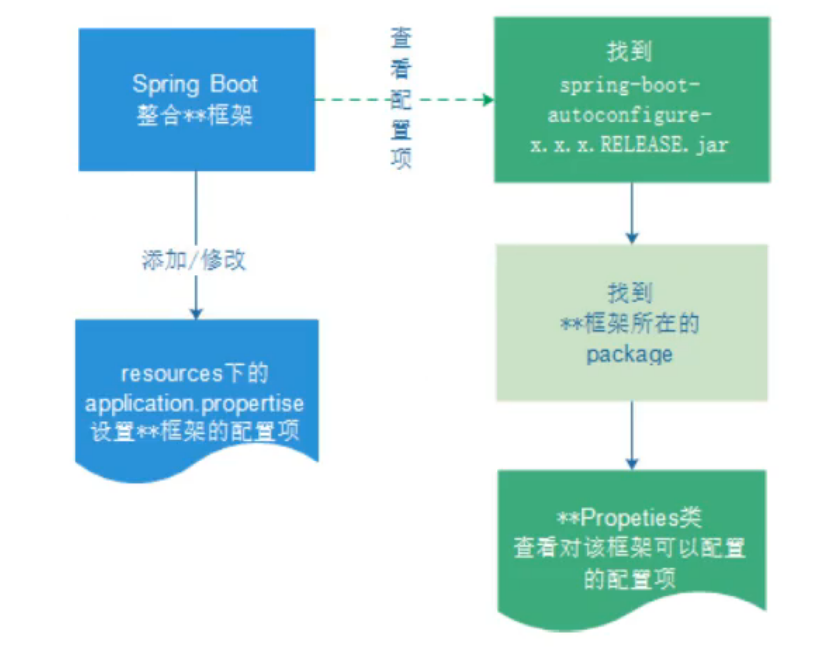 Spring Boot
整合**框架
查看配置项
找到
spring-boot-
autoconfigure-
x.x.x.RELEASE.jar
添加/修改
找到
**框架所在的
package
resources下的
application.propertise
设置**框架的配置项
**Propeties类
查看对该框架可以配置
的配置项